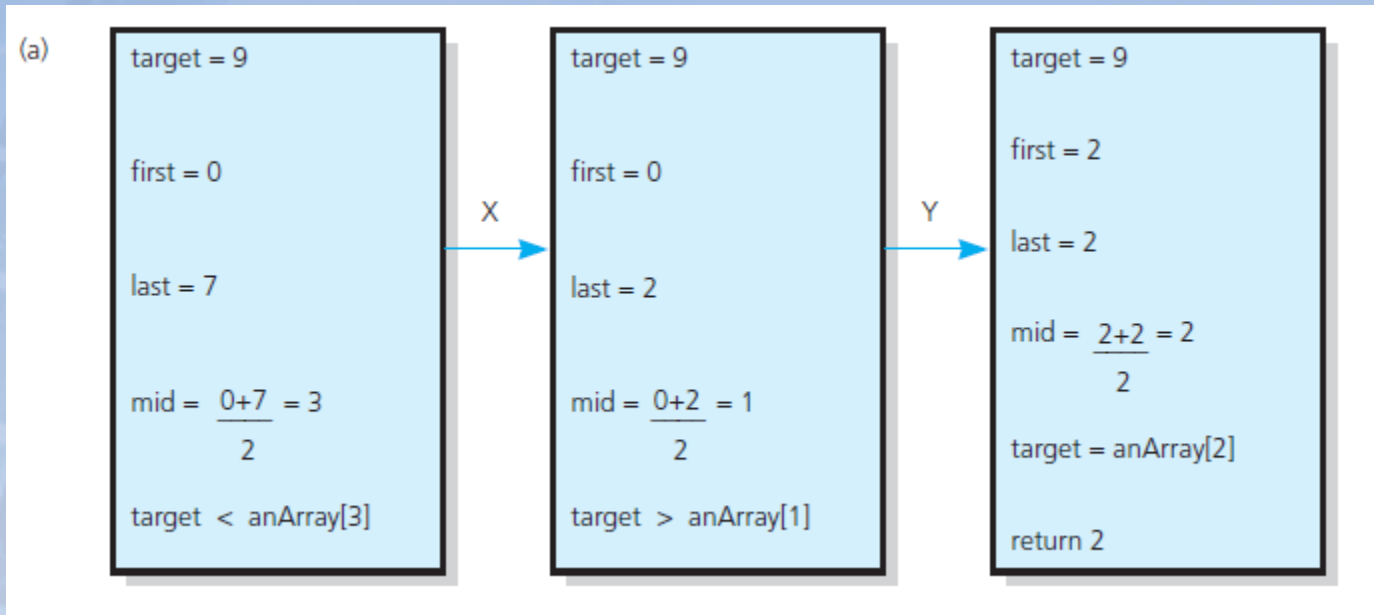 (a)
target = 9
first = 0
last = 7
mid = 0+7 = 3
2
target < anArray[3]
X
target = 9
first = 0
last = 2
mid = 0+2 = 1
2
target > anArray[1]
Y
target = 9
first = 2
last = 2
mid = 2+2 = 2
2
target = anArray[2]
return 2